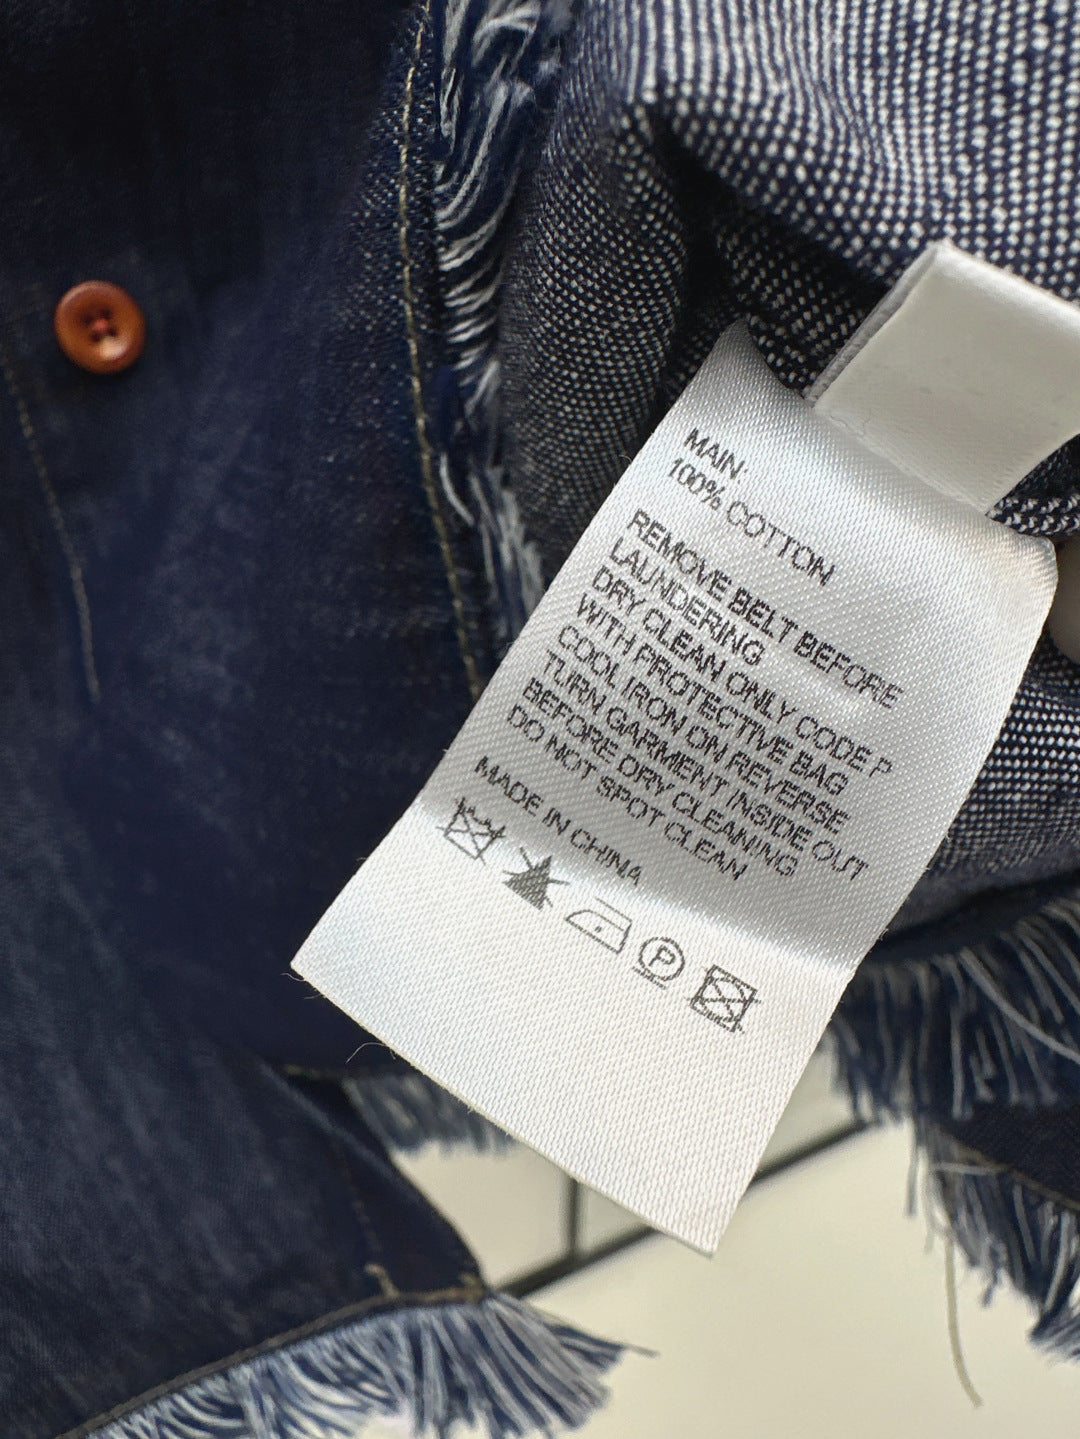 MAIN:
100% COTTON
REMOVE BELT BEFORE
LAUNDERING
DRY CLEAN ONLY CODE P
WITH PROTECTIVE BAG
COOL IRON ON REVERSE
TURN GARMENT INSIDE OUT
BEFORE DRY CLEANING
DO NOT SPOT CLEAN
MADE IN CHINA
P